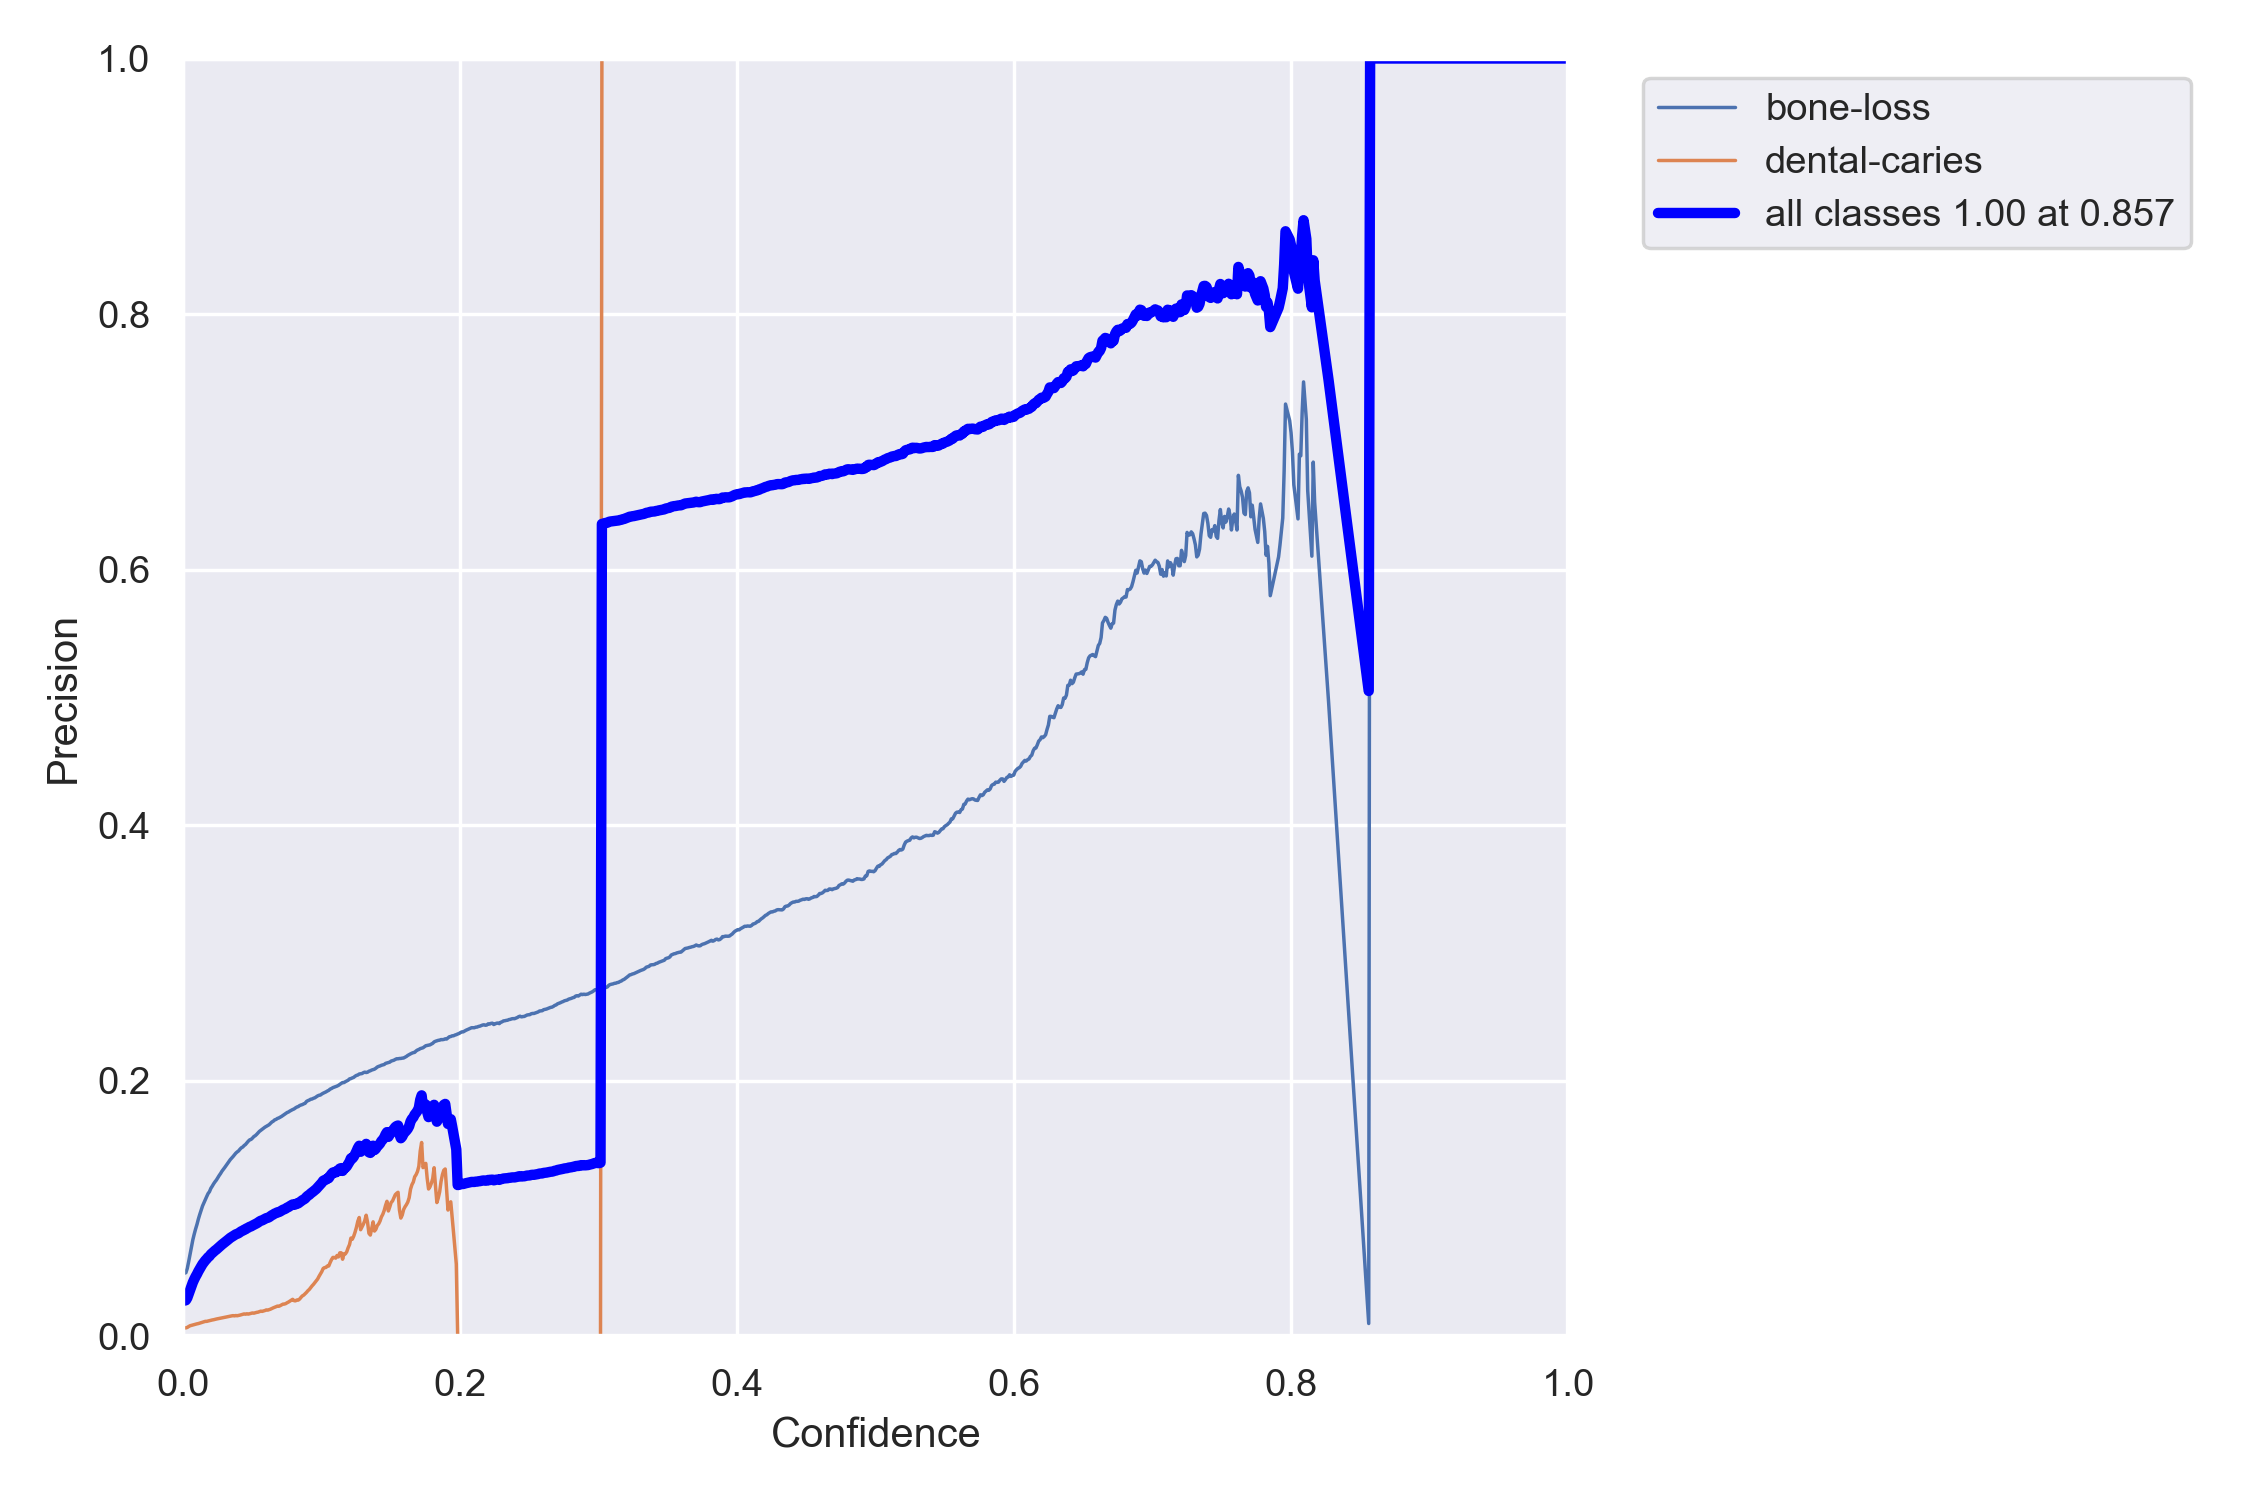 1.0
0.8
0.6
0.4
0.2
0.0
Precision
0.0 0.2 0.4 0.6 0.8 1.0
Confidence
bone-loss
dental-caries
all classes 1.00 at 0.857